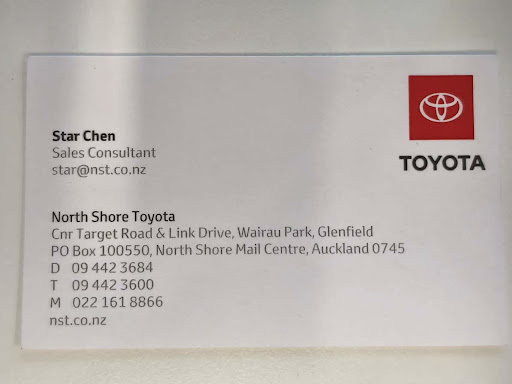 TOYOTA
Star Chen
Sales Consultant
star@nst.co.nz
North Shore Toyota
Cnr Target Road & Link Drive, Wairau Park, Glenfield
PO Box 100550, North Shore Mail Centre, Auckland 0745
D 09 442 3684
T 09 442 3600
M 022 161 8866
nst.co.nz